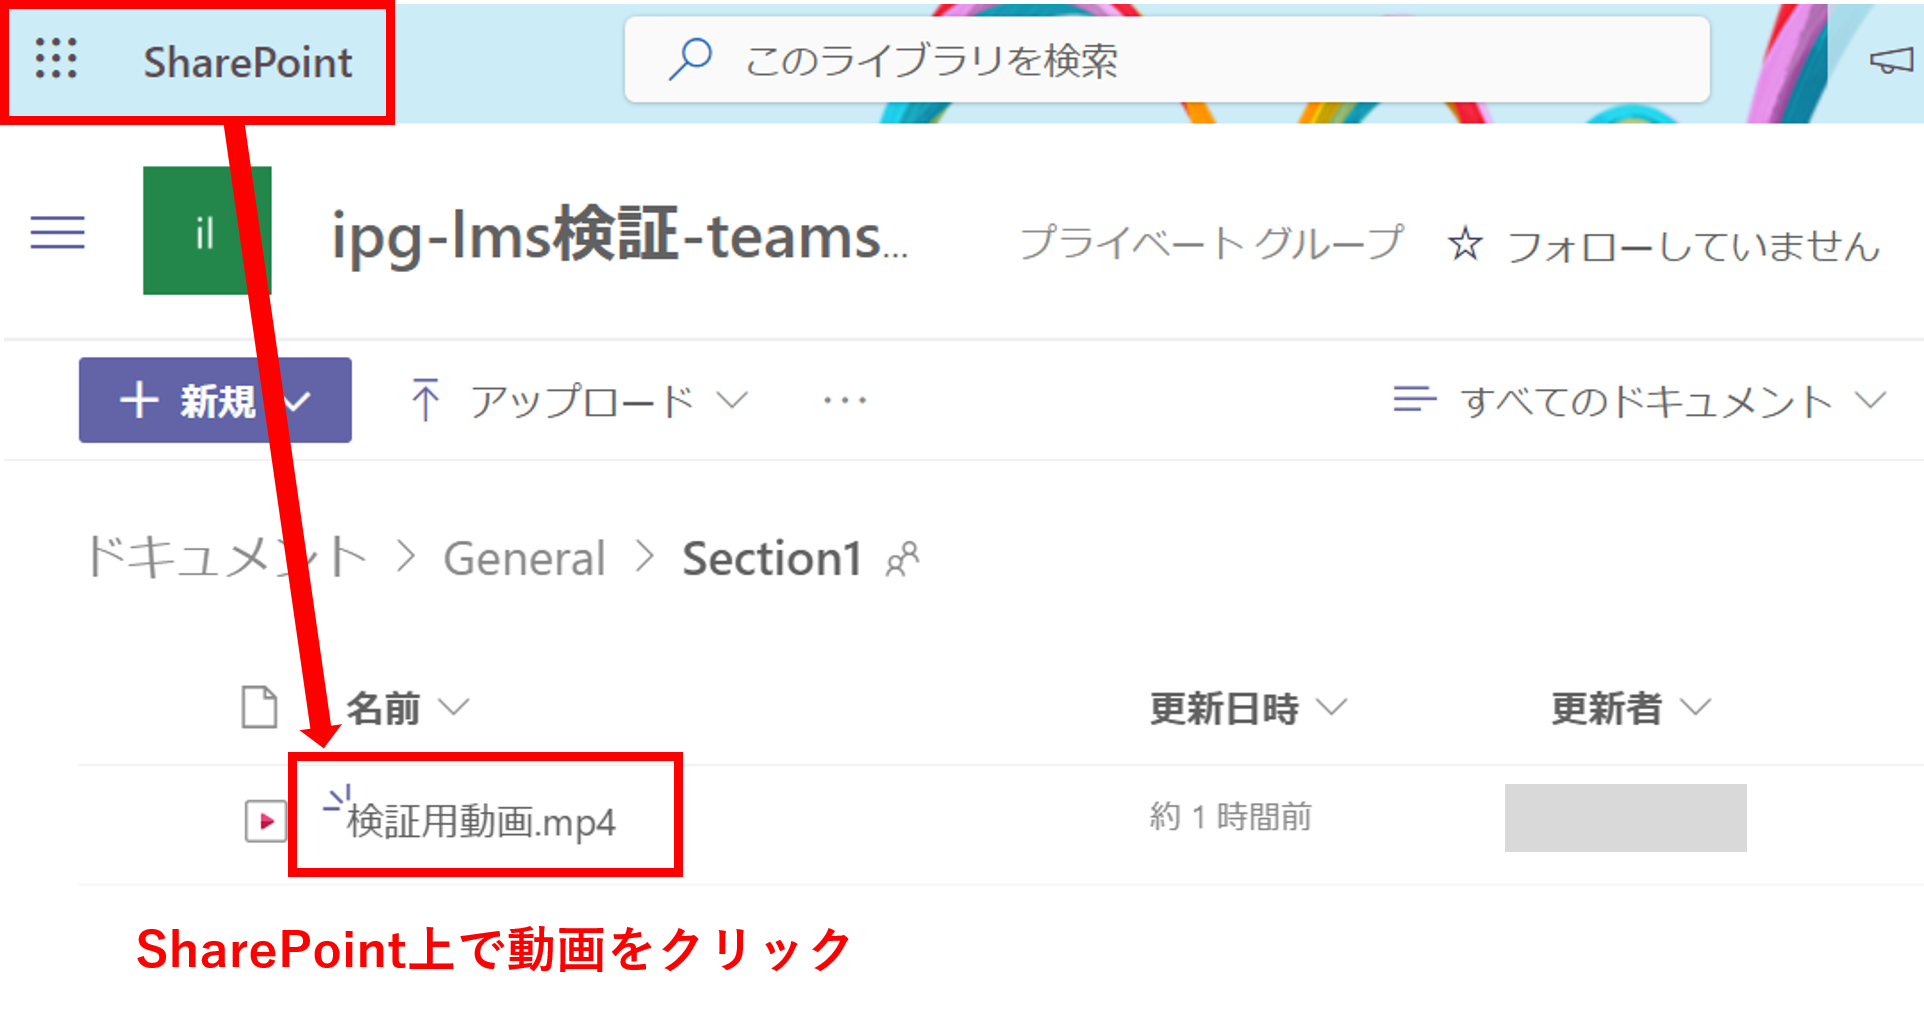 SharePoint
このライブラリを検索
il
ipg-lms検証-teams...
プライベート グループ
フォローしていません
新規
アップロード
すべてのドキュメント
ドキュメント > General > Section1
名前
更新日時
更新者
検証用動画.mp4
約 1 時間前
SharePoint上で動画をクリック